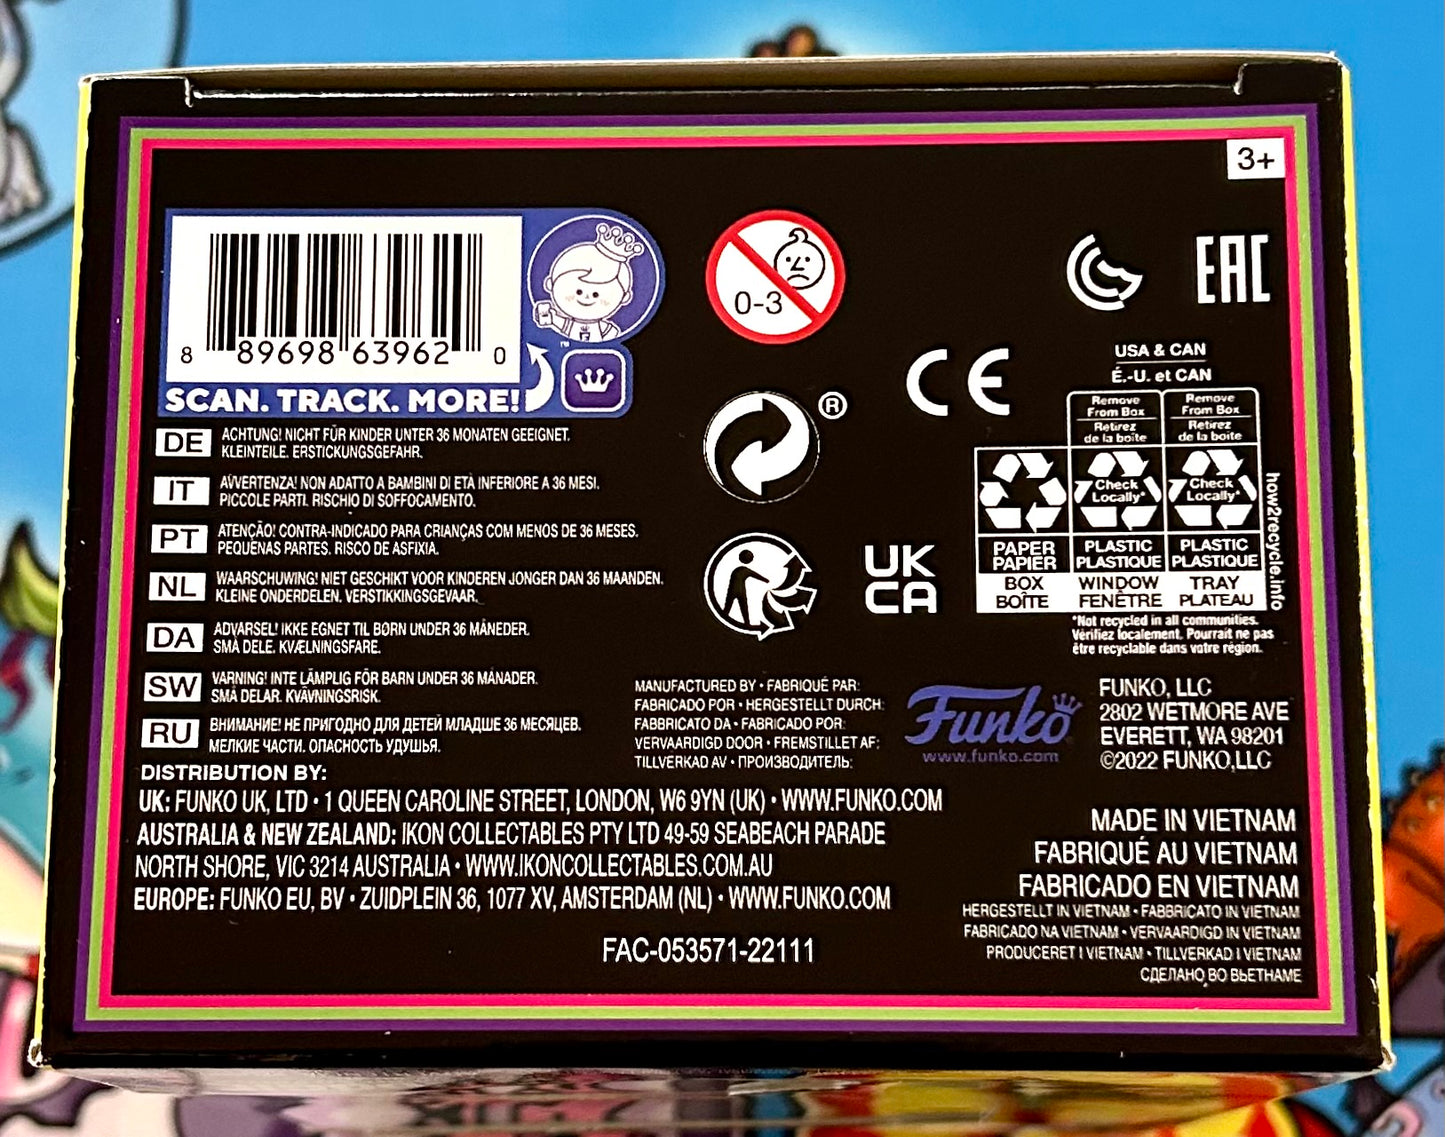 3+
8 89698 63962 0
SCAN. TRACK. MORE!
™
0-3
EAC
®
CE
UK
CA
DE ACHTUNG! NICHT FÜR KINDER UNTER 36 MONATEN GEEIGNET.
KLEINTEILE. ERSTICKUNGSGEFAHR.
IT AVVERTENZA! NON ADATTO A BAMBINI DI ETÀ INFERIORE A 36 MESI.
PICCOLE PARTI. RISCHIO DI SOFFOCAMENTO.
PT ATENÇÃO! CONTRA-INDICADO PARA CRIANÇAS COM MENOS DE 36 MESES.
PEQUENAS PARTES. RISCO DE ASFIXIA.
NL WAARSCHUWING! NIET GESCHIKT VOOR KINDEREN JONGER DAN 36 MAANDEN.
KLEINE ONDERDELEN. VERSTIKKINGSGEVAAR.
DA ADVARSEL! IKKE EGNET TIL BØRN UNDER 36 MÅNEDER.
SMÅ DELE. KVÆLNINGSFARE.
SW VARNING! INTE LÄMPLIG FÖR BARN UNDER 36 MÅNADER.
SMÅ DELAR. KVÄVNINGSRISK.
RU ВНИМАНИЕ! НЕ ПРИГОДНО ДЛЯ ДЕТЕЙ МЛАДШЕ 36 МЕСЯЦЕВ.
МЕЛКИЕ ЧАСТИ. ОПАСНОСТЬ УДУШЬЯ.
USA & CAN
É.-U. et CAN
Remove From Box Remove From Box
Retirez de la boîte Retirez de la boîte
Check Locally* Check Locally*
PAPER PLASTIC PLASTIC
PAPIER PLASTIQUE PLASTIQUE
BOX WINDOW TRAY
BOÎTE FENÊTRE PLATEAU
how2recycle.info
*Not recycled in all communities.
Vérifiez localement. Pourrait ne pas
être recyclable dans votre région.
MANUFACTURED BY • FABRIQUÉ PAR:
FABRICADO POR • HERGESTELLT DURCH:
FABBRICATO DA • FABRICADO POR:
VERVAARDIGD DOOR • FREMSTILLET AF:
TILLVERKAD AV • ПРОИЗВОДИТЕЛЬ:
Funko
www.funko.com
FUNKO, LLC
2802 WETMORE AVE
EVERETT, WA 98201
©2022 FUNKO,LLC
DISTRIBUTION BY:
UK: FUNKO UK, LTD • 1 QUEEN CAROLINE STREET, LONDON, W6 9YN (UK) • WWW.FUNKO.COM
AUSTRALIA & NEW ZEALAND: IKON COLLECTABLES PTY LTD 49-59 SEABEACH PARADE
NORTH SHORE, VIC 3214 AUSTRALIA • WWW.IKONCOLLECTABLES.COM.AU
EUROPE: FUNKO EU, BV • ZUIDPLEIN 36, 1077 XV, AMSTERDAM (NL) • WWW.FUNKO.COM
FAC-053571-22111
MADE IN VIETNAM
FABRIQUÉ AU VIETNAM
FABRICADO EN VIETNAM
HERGESTELLT IN VIETNAM • FABBRICATO IN VIETNAM
FABRICADO NA VIETNAM • VERVAARDIGD IN VIETNAM
PRODUCERET I VIETNAM • TILLVERKAD I VIETNAM
СДЕЛАНО ВО ВЬЕТНАМЕ